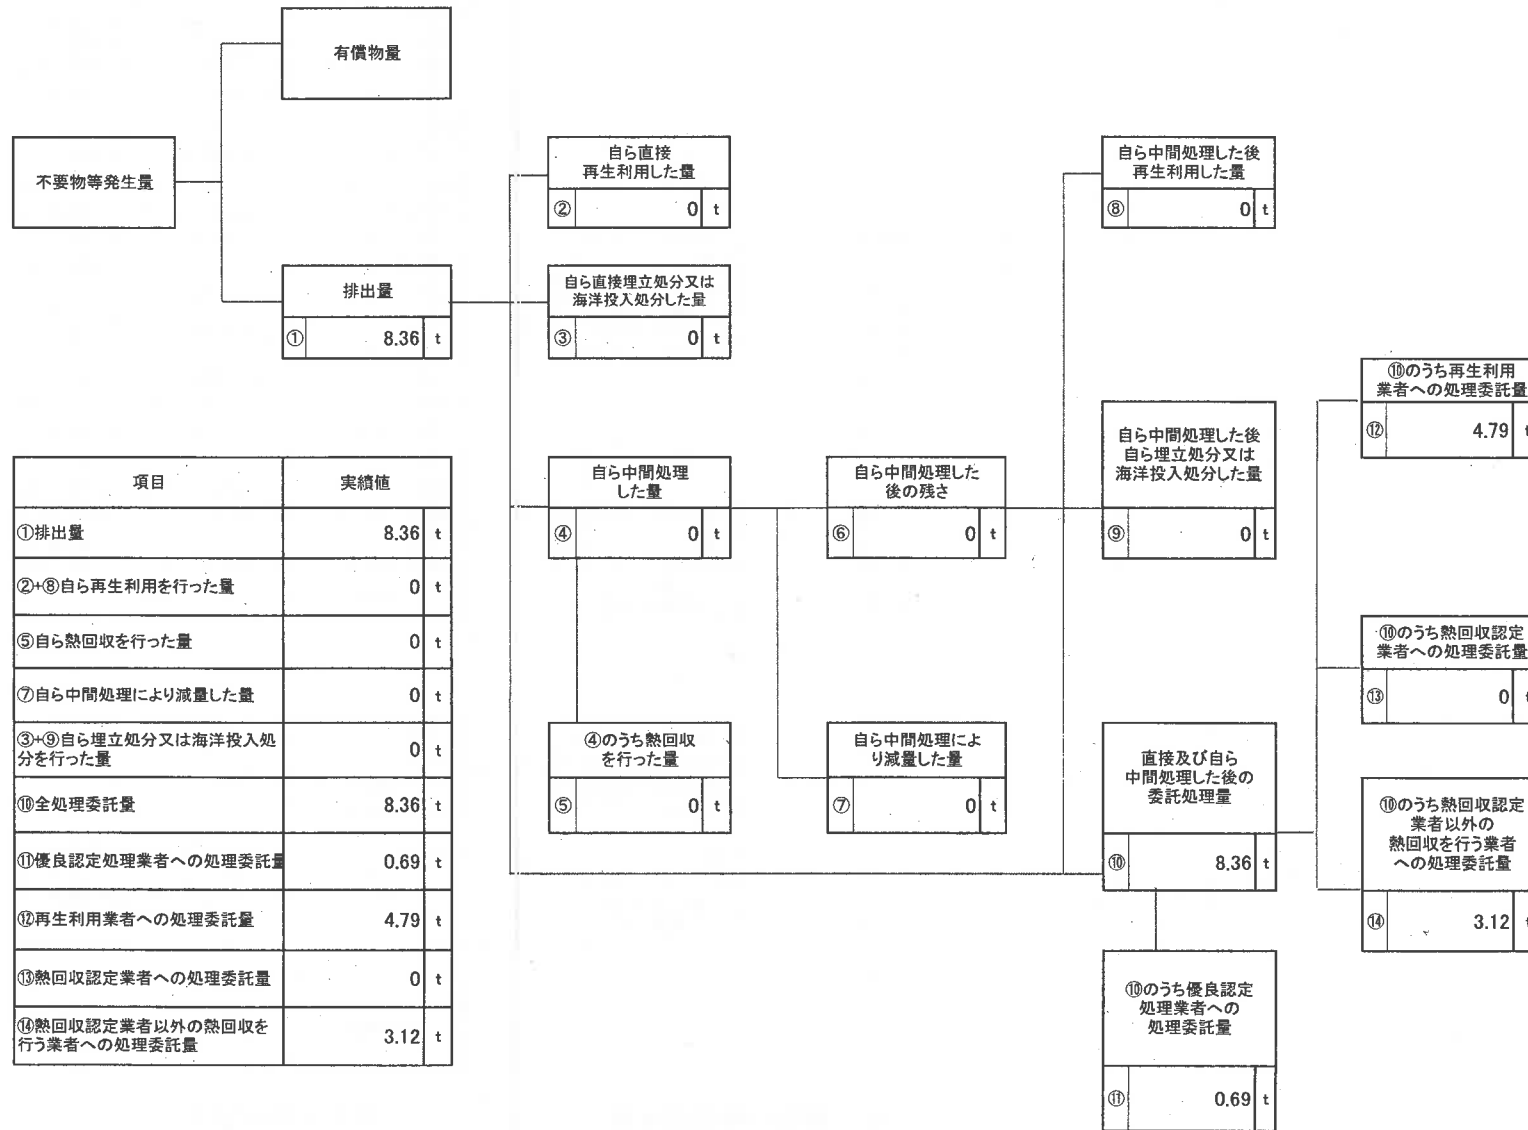 有償物量
不要物等発生量
排出量
① 8.36 t
自ら直接
再生利用した量
② 0 t
自ら直接埋立処分又は
海洋投入処分した量
③ 0 t
自ら中間処理
した量
④ 0 t
④のうち熱回収
を行った量
⑤ 0 t
自ら中間処理した
後の残さ
⑥ 0 t
自ら中間処理によ
り減量した量
⑦ 0 t
自ら中間処理した後
再生利用した量
⑧ 0 t
自ら中間処理した後
自ら埋立処分又は
海洋投入処分した量
⑨ 0 t
直接及び自ら
中間処理した後の
委託処理量
⑩ 8.36 t
⑩のうち優良認定
処理業者への
処理委託量
⑪ 0.69 t
⑩のうち再生利用
業者への処理委託量
⑫ 4.79 t
⑩のうち熱回収認定
業者への処理委託量
⑬ 0 t
⑩のうち熱回収認定
業者以外の
熱回収を行う業者
への処理委託量
⑭ 3.12 t
項目 実績値
①排出量 8.36 t
②+⑧自ら再生利用を行った量 0 t
⑤自ら熱回収を行った量 0 t
⑦自ら中間処理により減量した量 0 t
③+⑨自ら埋立処分又は海洋投入処
分を行った量 0 t
⑩全処理委託量 8.36 t
⑪優良認定処理業者への処理委託量 0.69 t
⑫再生利用業者への処理委託量 4.79 t
⑬熱回収認定業者への処理委託量 0 t
⑭熱回収認定業者以外の熱回収を
行う業者への処理委託量 3.12 t